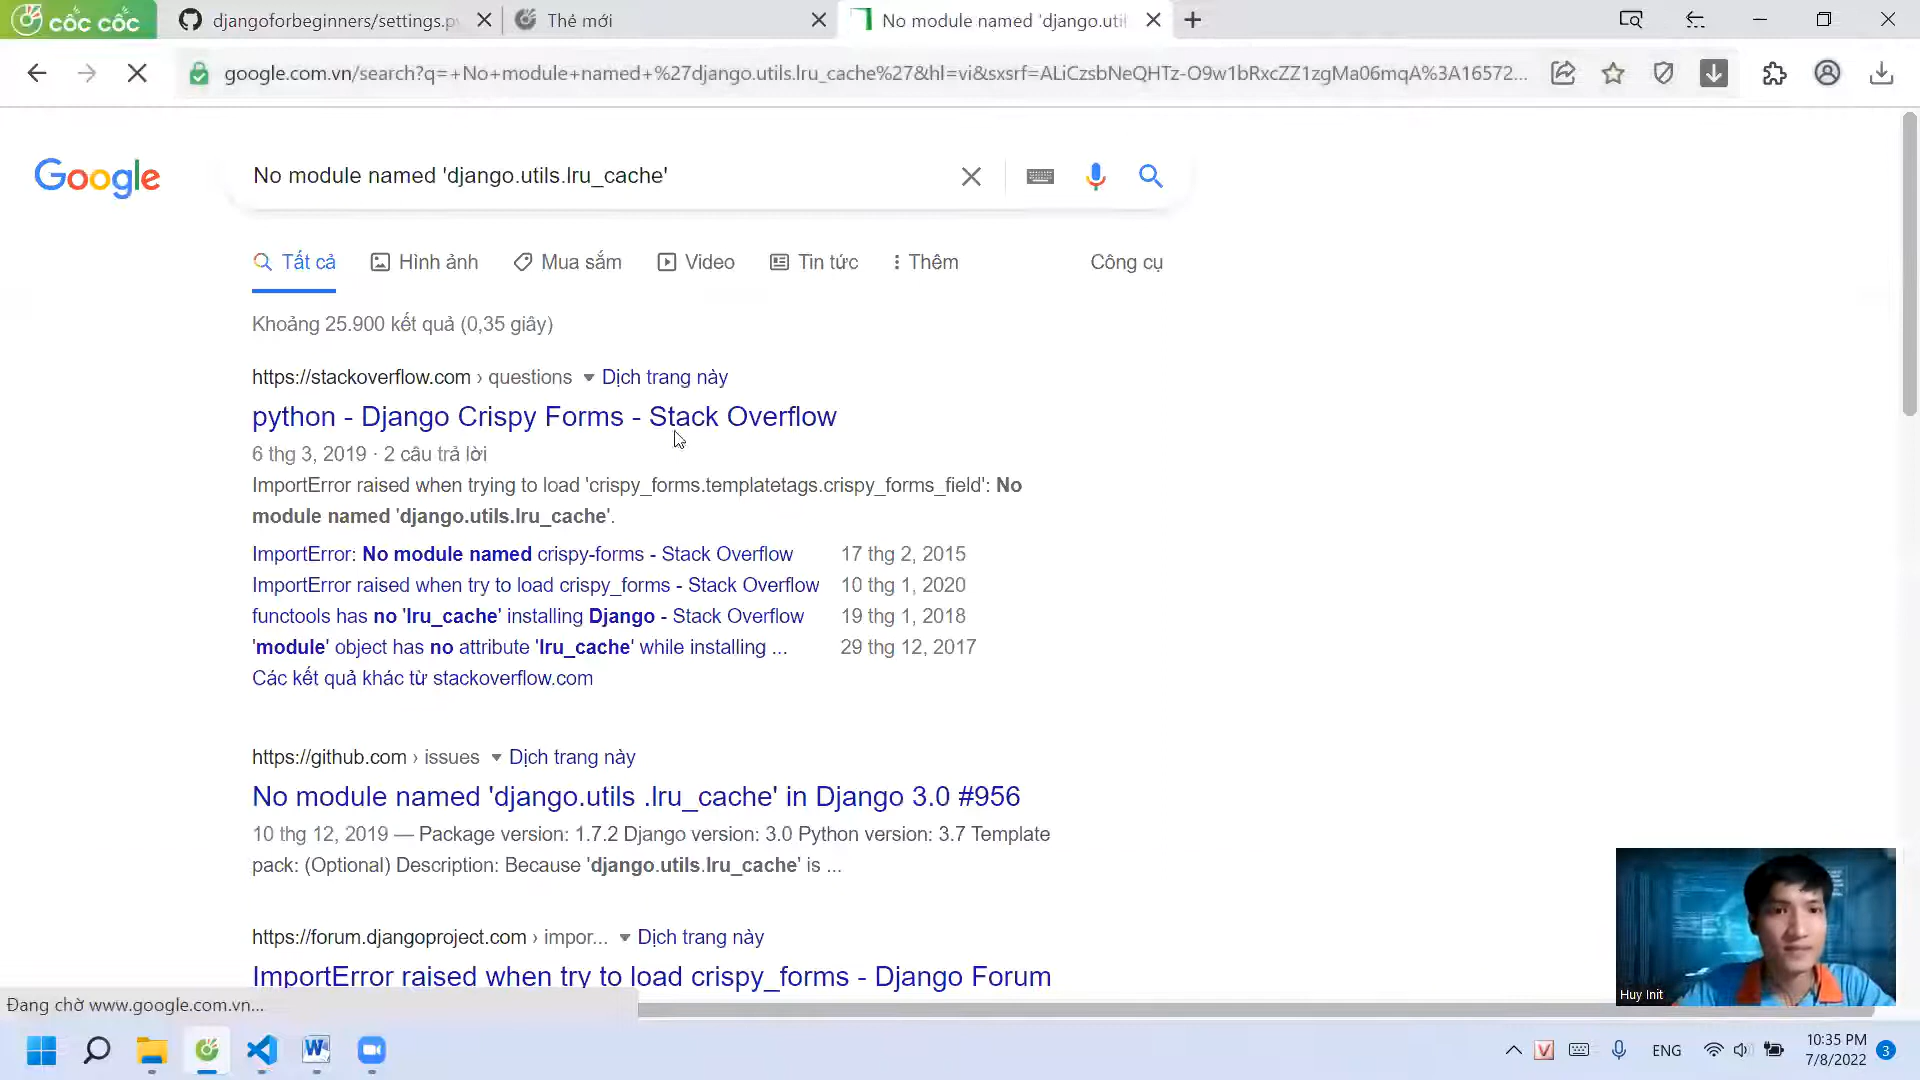 cốc cốc
djangoforbeginners/settings.p
Thẻ mới
No module named 'django.uti
google.com.vn/search?q=+No+module+named+%27django.utils.lru_cache%27&hl=vi&sxsrf=ALiCzsbNeQHTz-O9w1bRxcZZ1zgMa06mqA%3A16572...
Google
No module named 'django.utils.lru_cache'
Tất cả
Hình ảnh
Mua sắm
Video
Tin tức
Thêm
Công cụ
Khoảng 25.900 kết quả (0,35 giây)
https://stackoverflow.com › questions
Dịch trang này
python - Django Crispy Forms - Stack Overflow
6 thg 3, 2019 · 2 câu trả lời
ImportError raised when trying to load 'crispy_forms.templatetags.crispy_forms_field': No
module named 'django.utils.lru_cache'.
ImportError: No module named crispy-forms - Stack Overflow 17 thg 2, 2015
ImportError raised when try to load crispy_forms - Stack Overflow 10 thg 1, 2020
functools has no 'lru_cache' installing Django - Stack Overflow 19 thg 1, 2018
'module' object has no attribute 'lru_cache' while installing ... 29 thg 12, 2017
Các kết quả khác từ stackoverflow.com
https://github.com › issues
Dịch trang này
No module named 'django.utils .lru_cache' in Django 3.0 #956
10 thg 12, 2019 — Package version: 1.7.2 Django version: 3.0 Python version: 3.7 Template
pack: (Optional) Description: Because 'django.utils.lru_cache' is ...
https://forum.djangoproject.com › impor...
Dịch trang này
ImportError raised when try to load crispy_forms - Django Forum
Huy Init
Đang chờ www.google.com.vn...
ENG
10:35 PM
7/8/2022
3